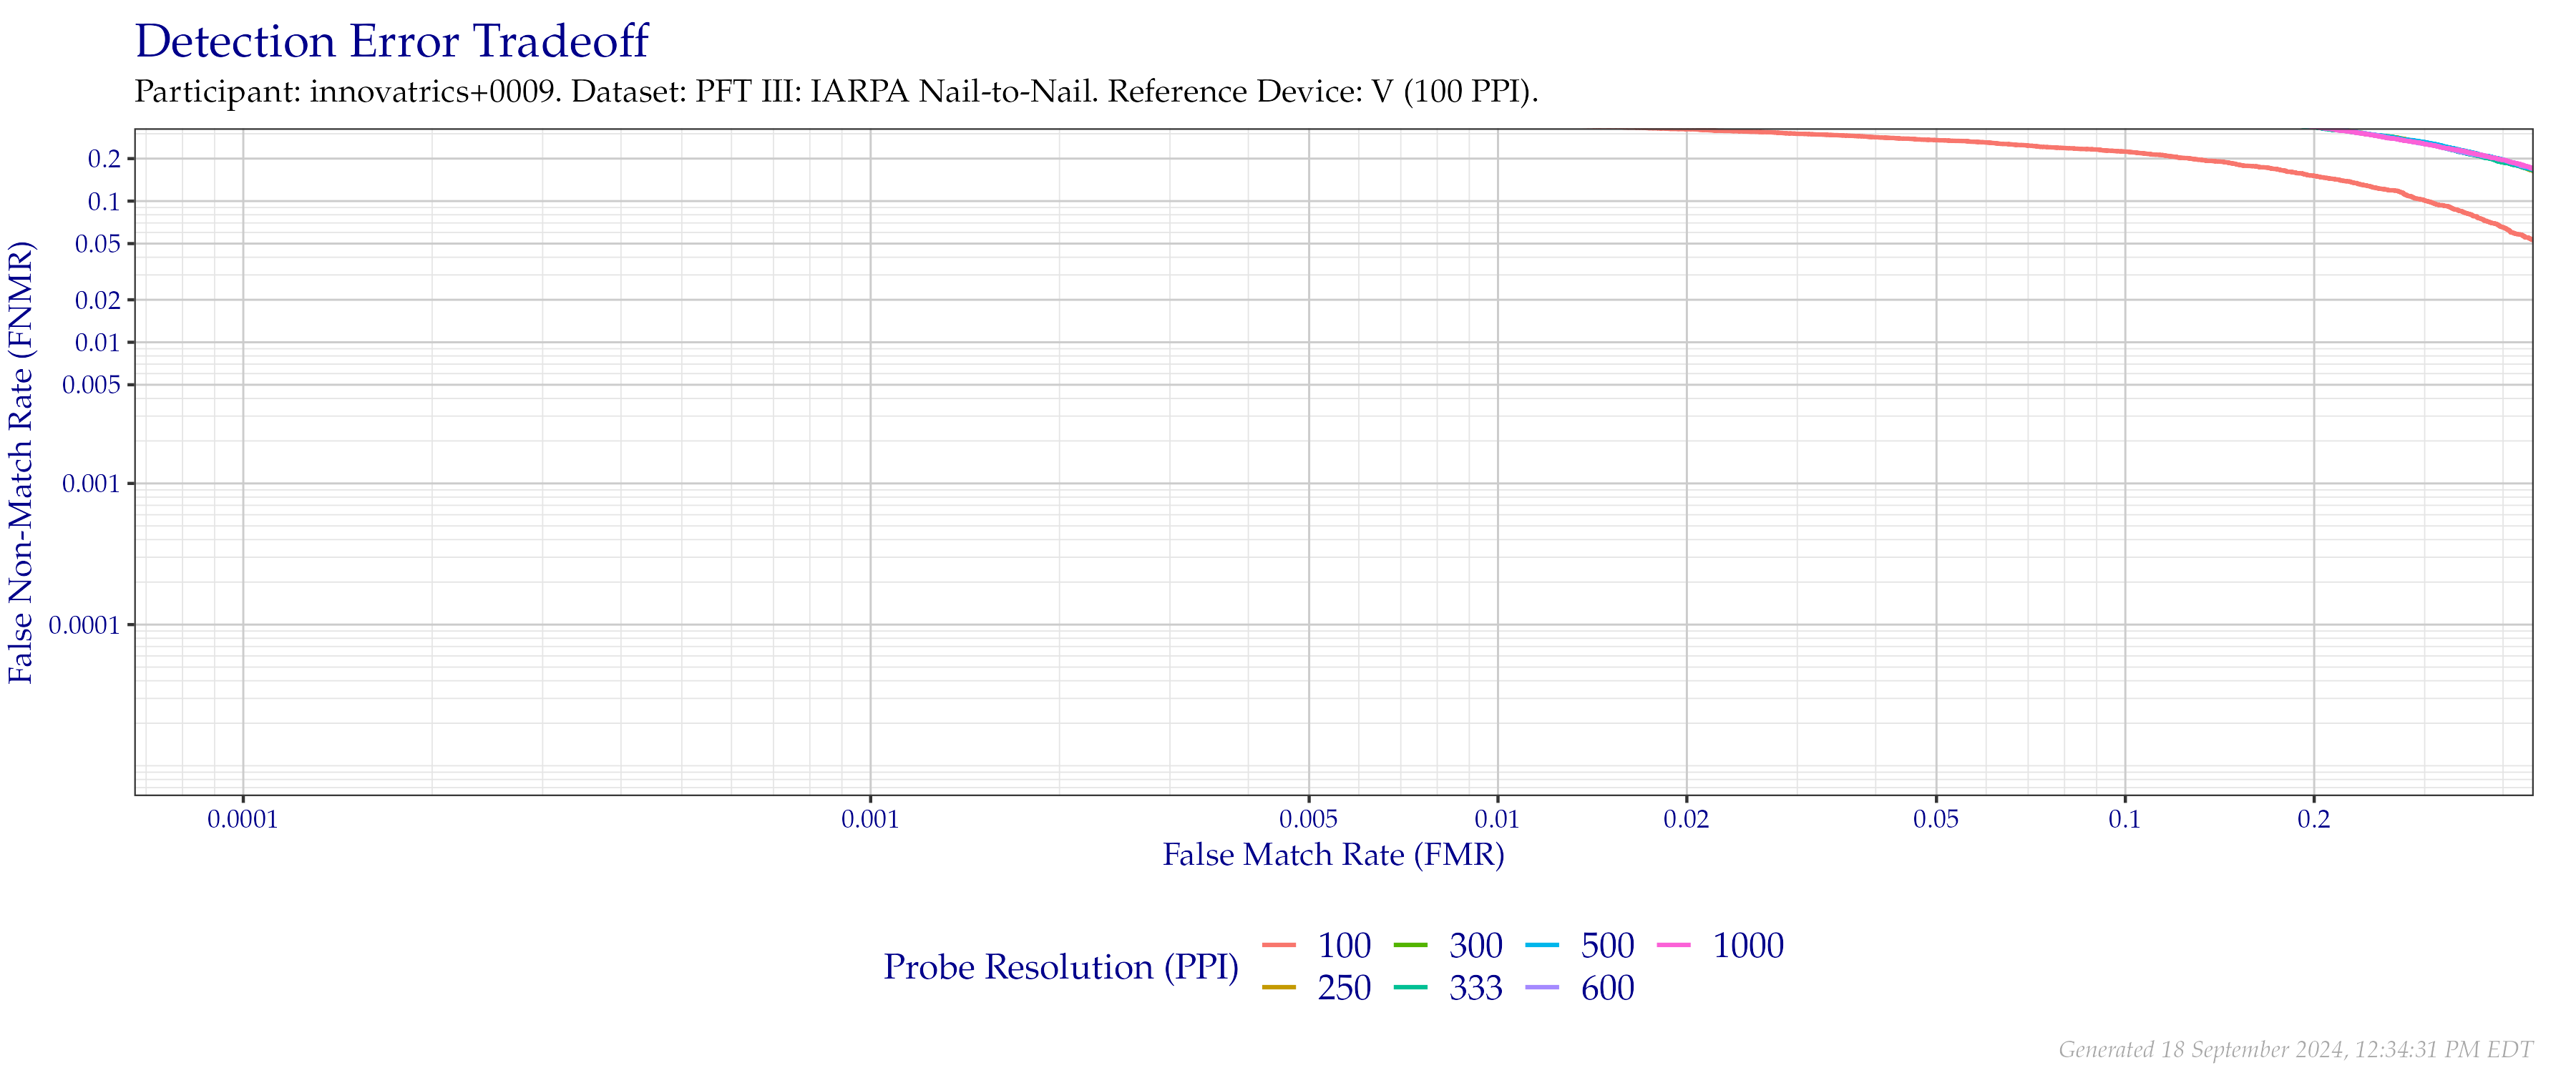 Detection Error Tradeoff
Participant: innovatrics+0009. Dataset: PFT III: IARPA Nail-to-Nail. Reference Device: V (100 PPI).
False Non-Match Rate (FNMR)
0.2
0.1
0.05
0.02
0.01
0.005
0.001
0.0001
0.0001 0.001 0.005 0.01 0.02 0.05 0.1 0.2
False Match Rate (FMR)
Probe Resolution (PPI)
100 300 500 1000
250 333 600
Generated 18 September 2024, 12:34:31 PM EDT